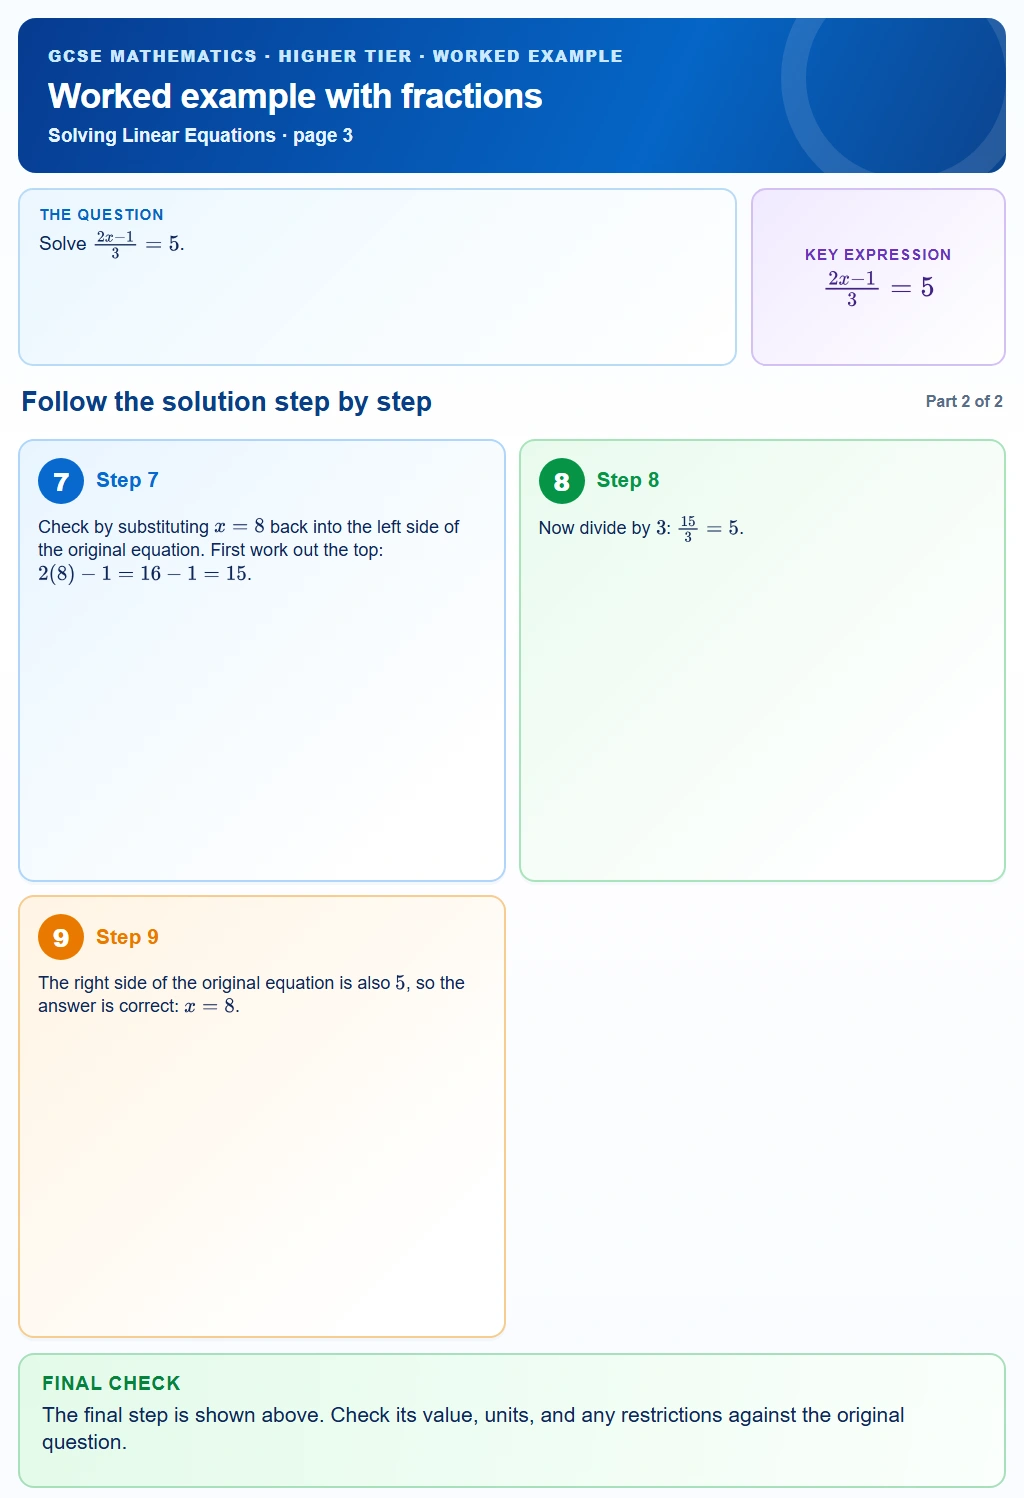 GCSE MATHEMATICS · HIGHER TIER · WORKED EXAMPLE
Worked example with fractions
Solving Linear Equations · page 3
THE QUESTION
Solve \frac{2x-1}{3} = 5.
KEY EXPRESSION
\frac{2x-1}{3} = 5
Follow the solution step by step
Part 2 of 2
7 Step 7
Check by substituting x = 8 back into the left side of
the original equation. First work out the top:
2(8) − 1 = 16 − 1 = 15.
8 Step 8
Now divide by 3: \frac{15}{3} = 5.
9 Step 9
The right side of the original equation is also 5, so the
answer is correct: x = 8.
FINAL CHECK
The final step is shown above. Check its value, units, and any restrictions against the original
question.